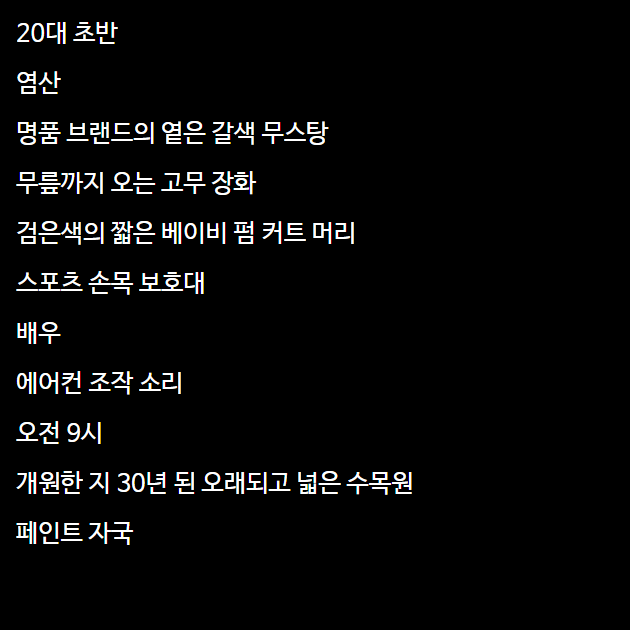 20대 초반
염산
명품 브랜드의 옅은 갈색 무스탕
무릎까지 오는 고무 장화
검은색의 짧은 베이비 펌 커트 머리
스포츠 손목 보호대
배우
에어컨 조작 소리
오전 9시
개원한 지 30년 된 오래되고 넓은 수목원
페인트 자국